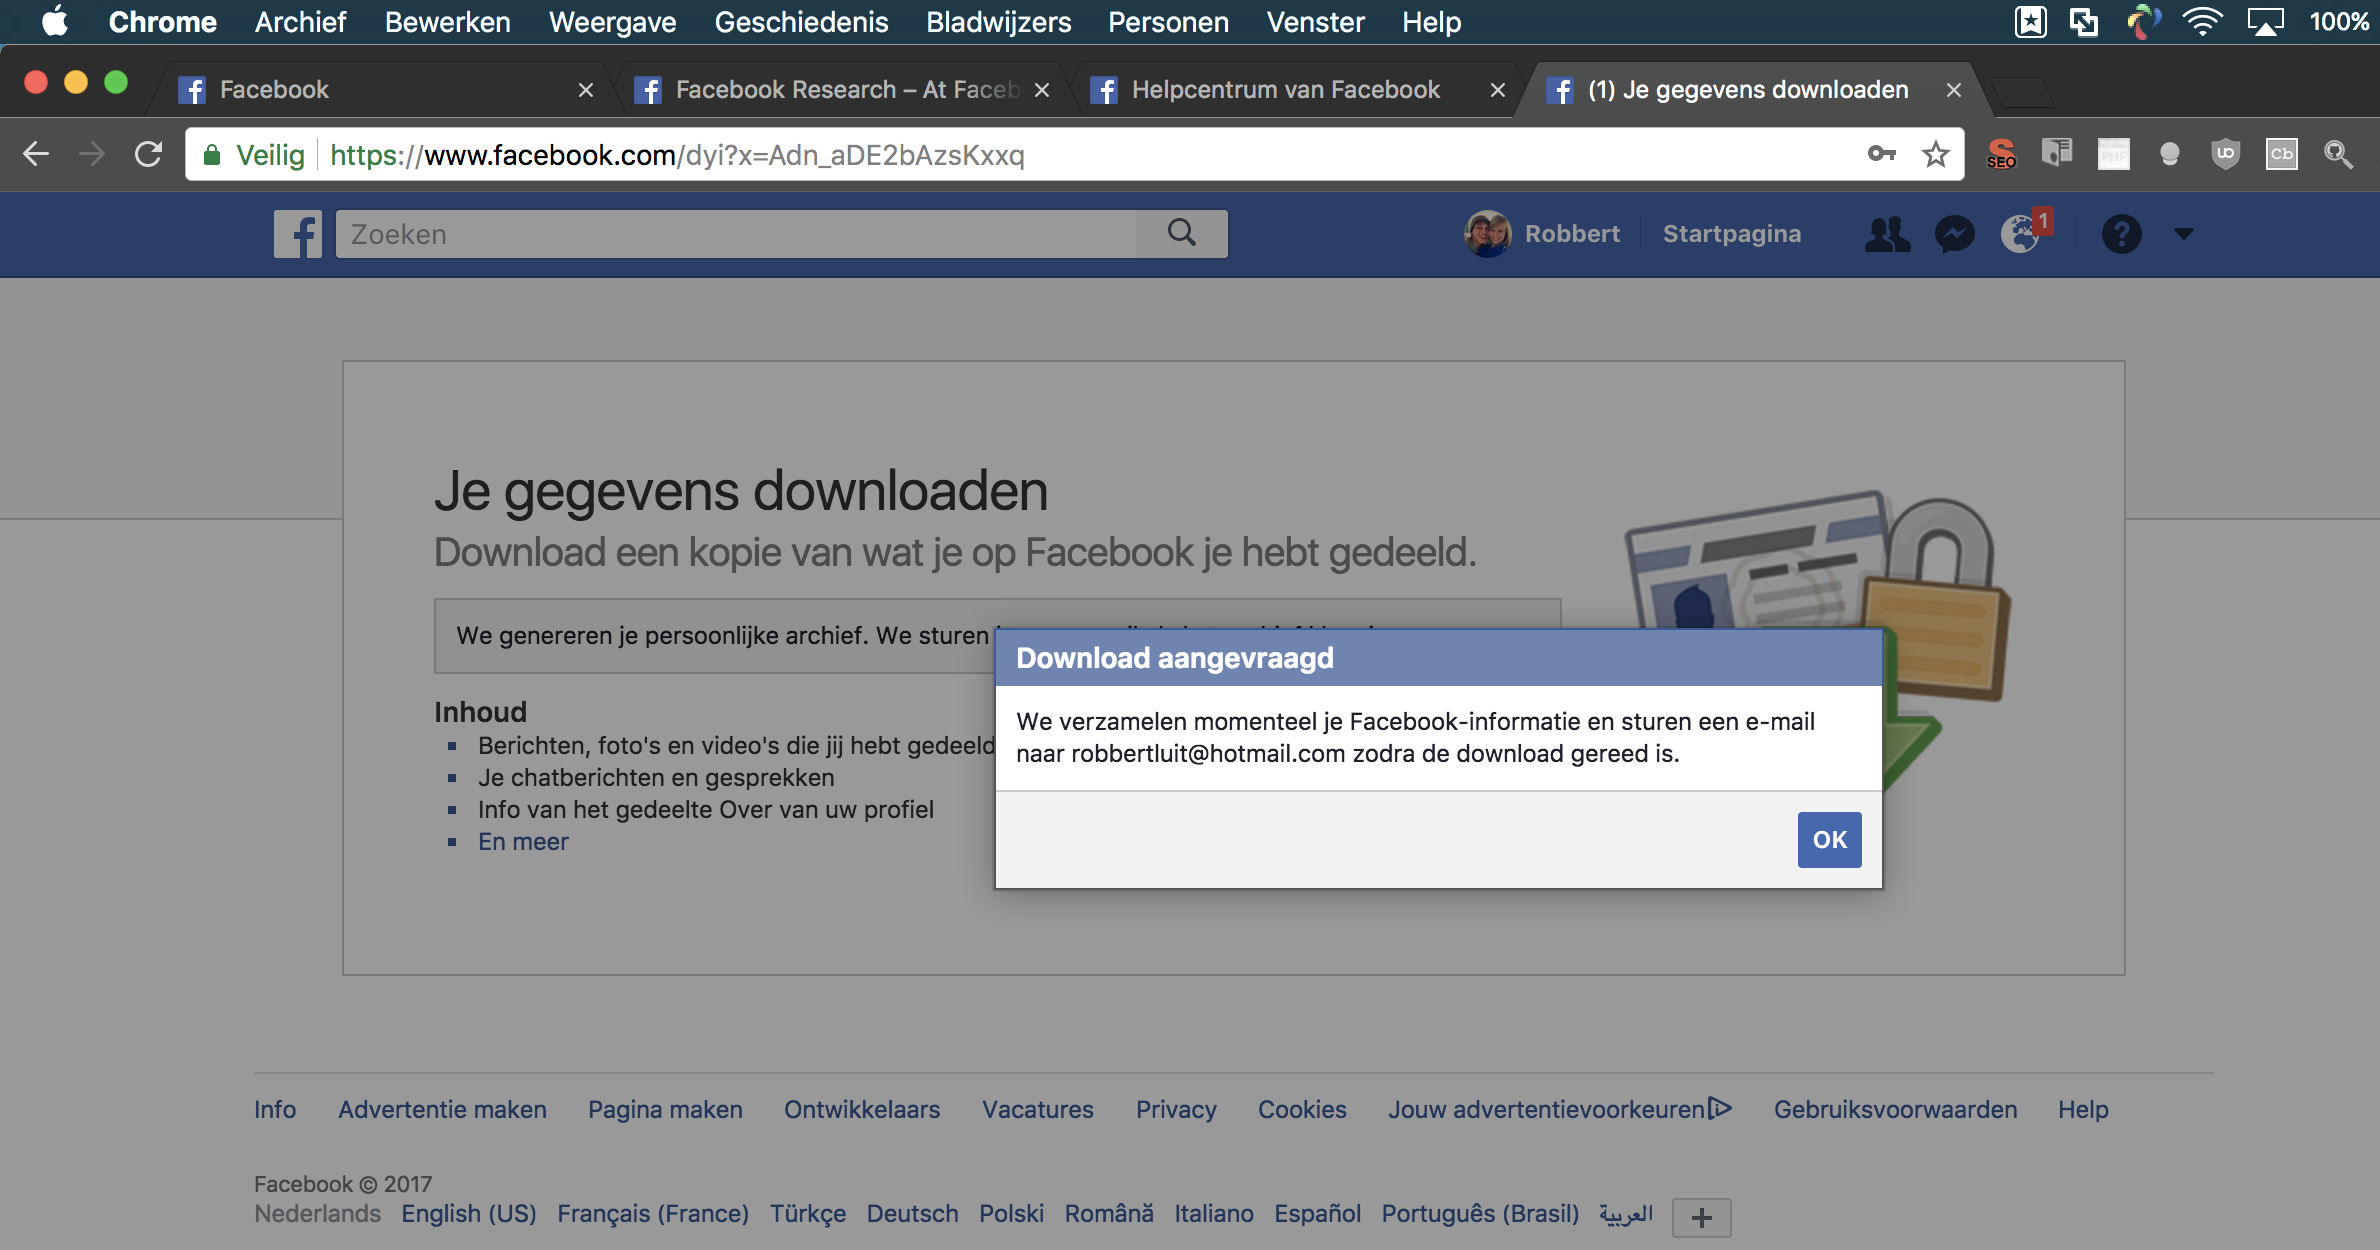 Chrome Archief Bewerken Weergave Geschiedenis Bladwijzers Personen Venster Help 100%
Facebook Facebook Research – At Faceb Helpcentrum van Facebook (1) Je gegevens downloaden
Veilig https://www.facebook.com/dyi?x=Adn_aDE2bAzsKxxq SEO PHP uo Cb
Zoeken Robbert Startpagina 1
Je gegevens downloaden
Download een kopie van wat je op Facebook je hebt gedeeld.
We genereren je persoonlijke archief. We sturen
Download aangevraagd
We verzamelen momenteel je Facebook-informatie en sturen een e-mail
naar robbertluit@hotmail.com zodra de download gereed is.
OK
Inhoud
Berichten, foto's en video's die jij hebt gedeeld
Je chatberichten en gesprekken
Info van het gedeelte Over van uw profiel
En meer
Info Advertentie maken Pagina maken Ontwikkelaars Vacatures Privacy Cookies Jouw advertentievoorkeuren Gebruiksvoorwaarden Help
Facebook © 2017
Nederlands English (US) Français (France) Türkçe Deutsch Polski Română Italiano Español Português (Brasil) العربية +